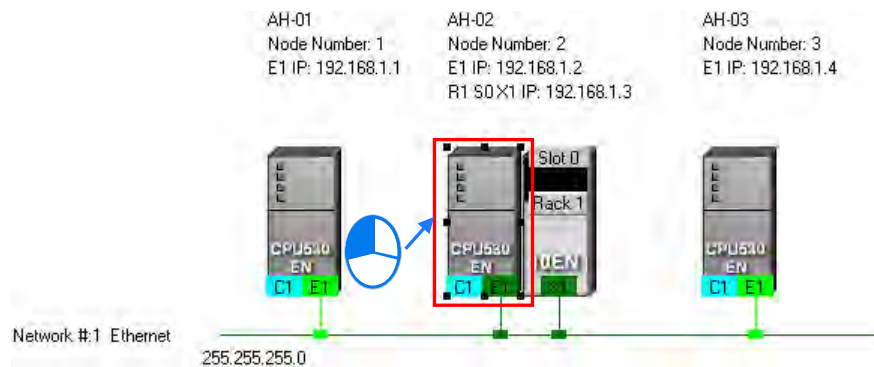 AH-01
Node Number: 1
E1 IP: 192.168.1.1
AH-02
Node Number: 2
E1 IP: 192.168.1.2
R1 S0 X1 IP: 192.168.1.3
AH-03
Node Number: 3
E1 IP: 192.168.1.4
CPU530
EN
C1 E1
CPU530
EN
C1 E1
Slot 0
Rack 1
0EN
X1
CPU530
EN
C1 E1
Network #:1 Ethernet
255.255.255.0